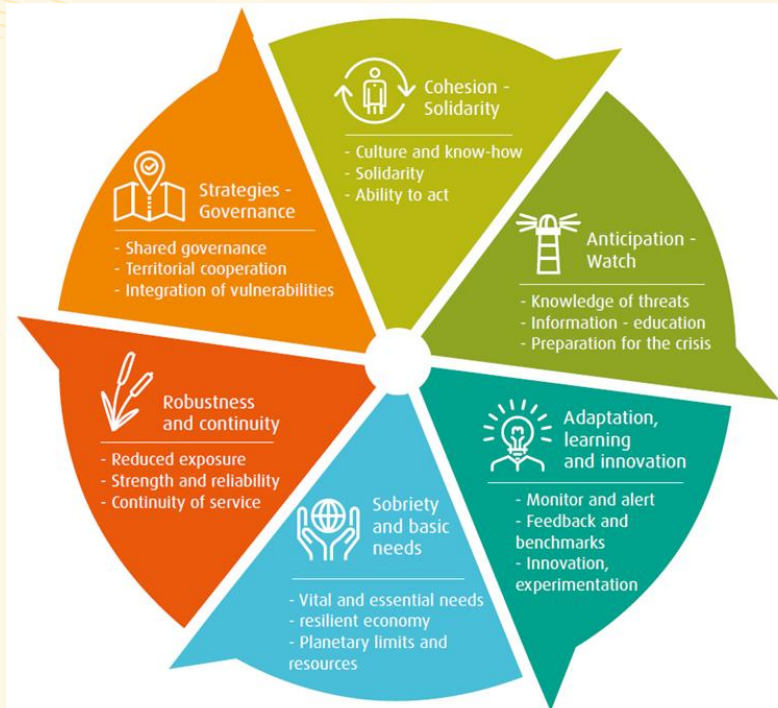 Cohesion -
Solidarity
- Culture and know-how
- Solidarity
- Ability to act
Anticipation -
Watch
- Knowledge of threats
- Information - education
- Preparation for the crisis
Adaptation,
learning
and innovation
- Monitor and alert
- Feedback and
benchmarks
- Innovation,
experimentation
Sobriety
and basic
needs
- Vital and essential needs
- resilient economy
- Planetary limits and
resources
Robustness
and continuity
- Reduced exposure
- Strength and reliability
- Continuity of service
Strategies -
Governance
- Shared governance
- Territorial cooperation
- Integration of vulnerabilities